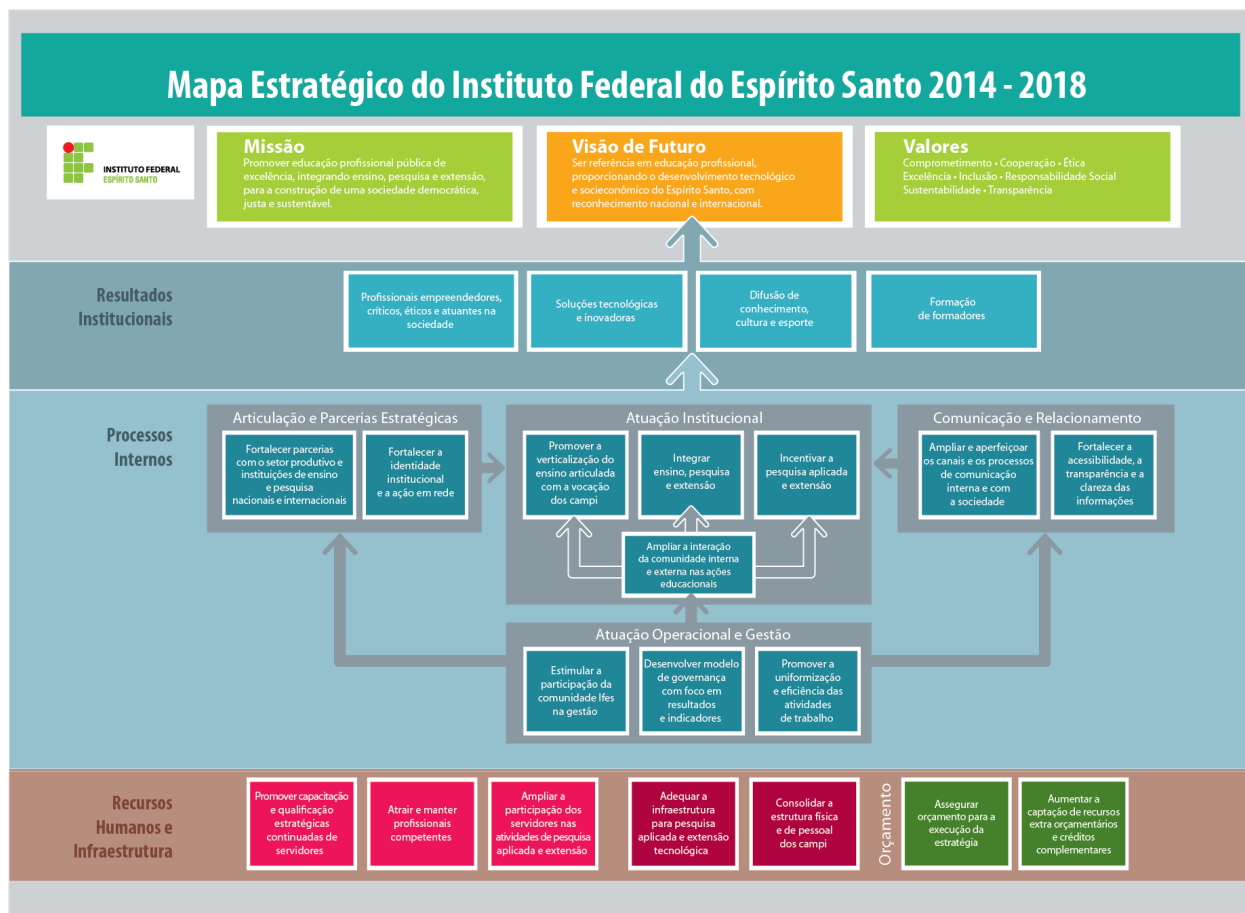 Mapa Estratégico do Instituto Federal do Espírito Santo 2014 - 2018
INSTITUTO FEDERAL
ESPÍRITO SANTO
Missão
Promover educação profissional pública de
excelência, integrando ensino, pesquisa e extensão,
para a construção de uma sociedade democrática,
justa e sustentável.
Visão de Futuro
Ser referência em educação profissional,
proporcionando o desenvolvimento tecnológico
e socieconômico do Espírito Santo, com
reconhecimento nacional e internacional.
Valores
Comprometimento • Cooperação • Ética
Excelência • Inclusão • Responsabilidade Social
Sustentabilidade • Transparência
Resultados
Institucionais
Profissionais empreendedores,
críticos, éticos e atuantes na
sociedade
Soluções tecnológicas
e inovadoras
Difusão de
conhecimento,
cultura e esporte
Formação
de formadores
Processos
Internos
Articulação e Parcerias Estratégicas
Fortalecer parcerias
com o setor produtivo e
instituições de ensino
e pesquisa
nacionais e internacionais
Fortalecer a
identidade
institucional
e a ação em rede
Atuação Institucional
Promover a
verticalização do
ensino articulada
com a vocação
dos campi
Integrar
ensino, pesquisa
e extensão
Incentivar a
pesquisa aplicada
e extensão
Ampliar a interação
da comunidade interna
e externa nas ações
educacionais
Comunicação e Relacionamento
Ampliar e aperfeiçoar
os canais e os processos
de comunicação
interna e com
a sociedade
Fortalecer a
acessibilidade, a
transparência e a
clareza das
informações
Atuação Operacional e Gestão
Estimular a
participação da
comunidade Ifes
na gestão
Desenvolver modelo
de governança
com foco em
resultados
e indicadores
Promover a
uniformização
e eficiência das
atividades
de trabalho
Recursos
Humanos e
Infraestrutura
Promover capacitação
e qualificação
estratégicas
continuadas de
servidores
Atrair e manter
profissionais
competentes
Ampliar a
participação dos
servidores nas
atividades de pesquisa
aplicada e extensão
Adequar a
infraestrutura
para pesquisa
aplicada e extensão
tecnológica
Consolidar a
estrutura física
e de pessoal
dos campi
Orçamento
Assegurar
orçamento para a
execução da
estratégia
Aumentar a
captação de recursos
extra orçamentários
e créditos
complementares